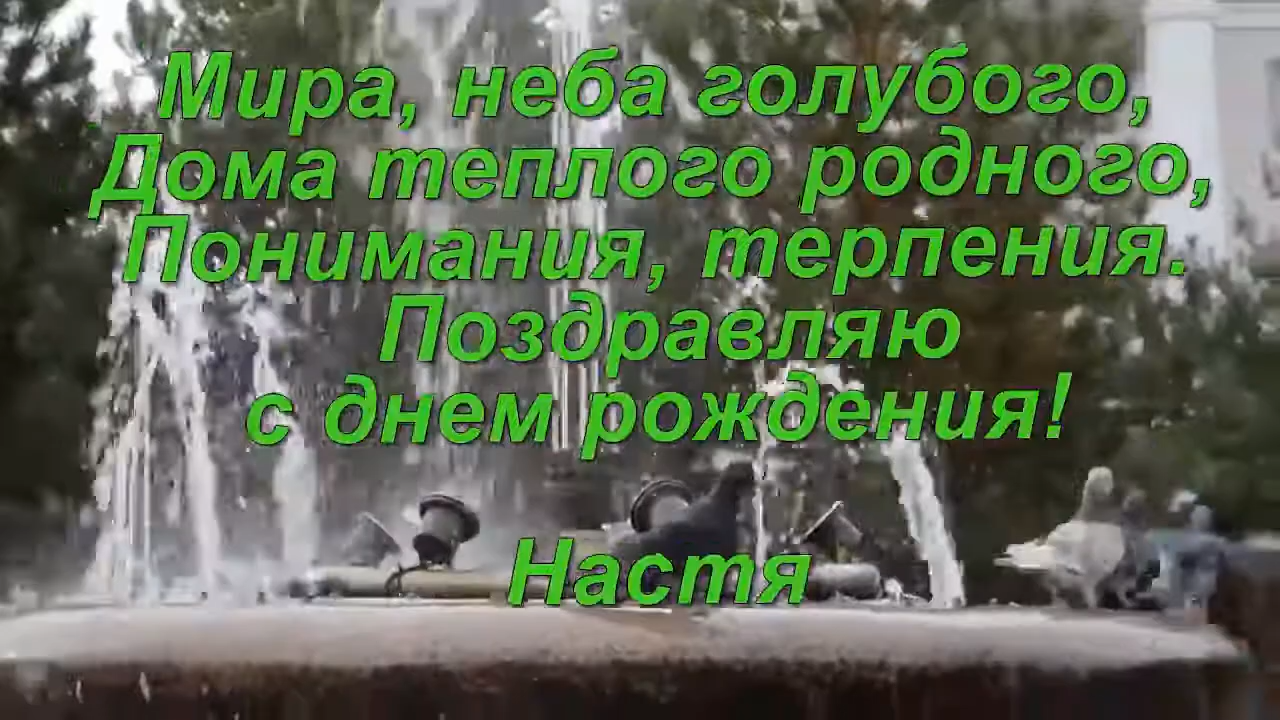 Мира, неба голубого,
Дома теплого родного,
Понимания, терпения.
Поздравляю
с днем рождения!
Настя